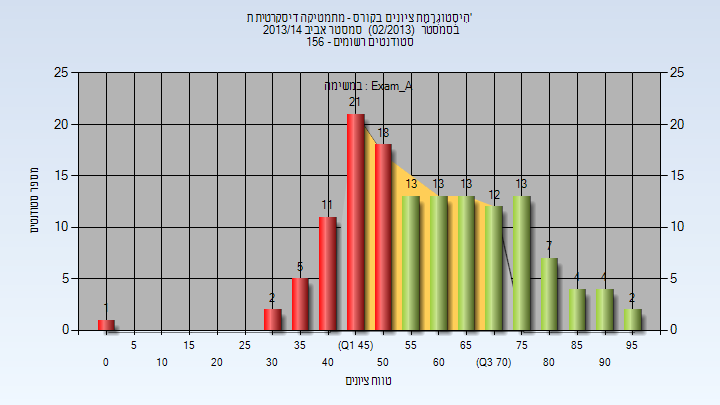 היסטוגרמת ציונים בקורס - מתמטיקה דיסקרטית ת'
בסמסטר (02/2013) סמסטר אביב 2013/14
סטודנטים רשומים - 156
במשימה : Exam_A
25 25
20 20
15 15
10 10
5 5
0 0
מספר סטודנטים
1 2 5 11 21 18 13 13 13 12 13 7 4 4 2
5 15 25 35 (Q1 45) 55 65 75 85 95
0 10 20 30 40 50 60 (Q3 70) 80 90
טווח ציונים